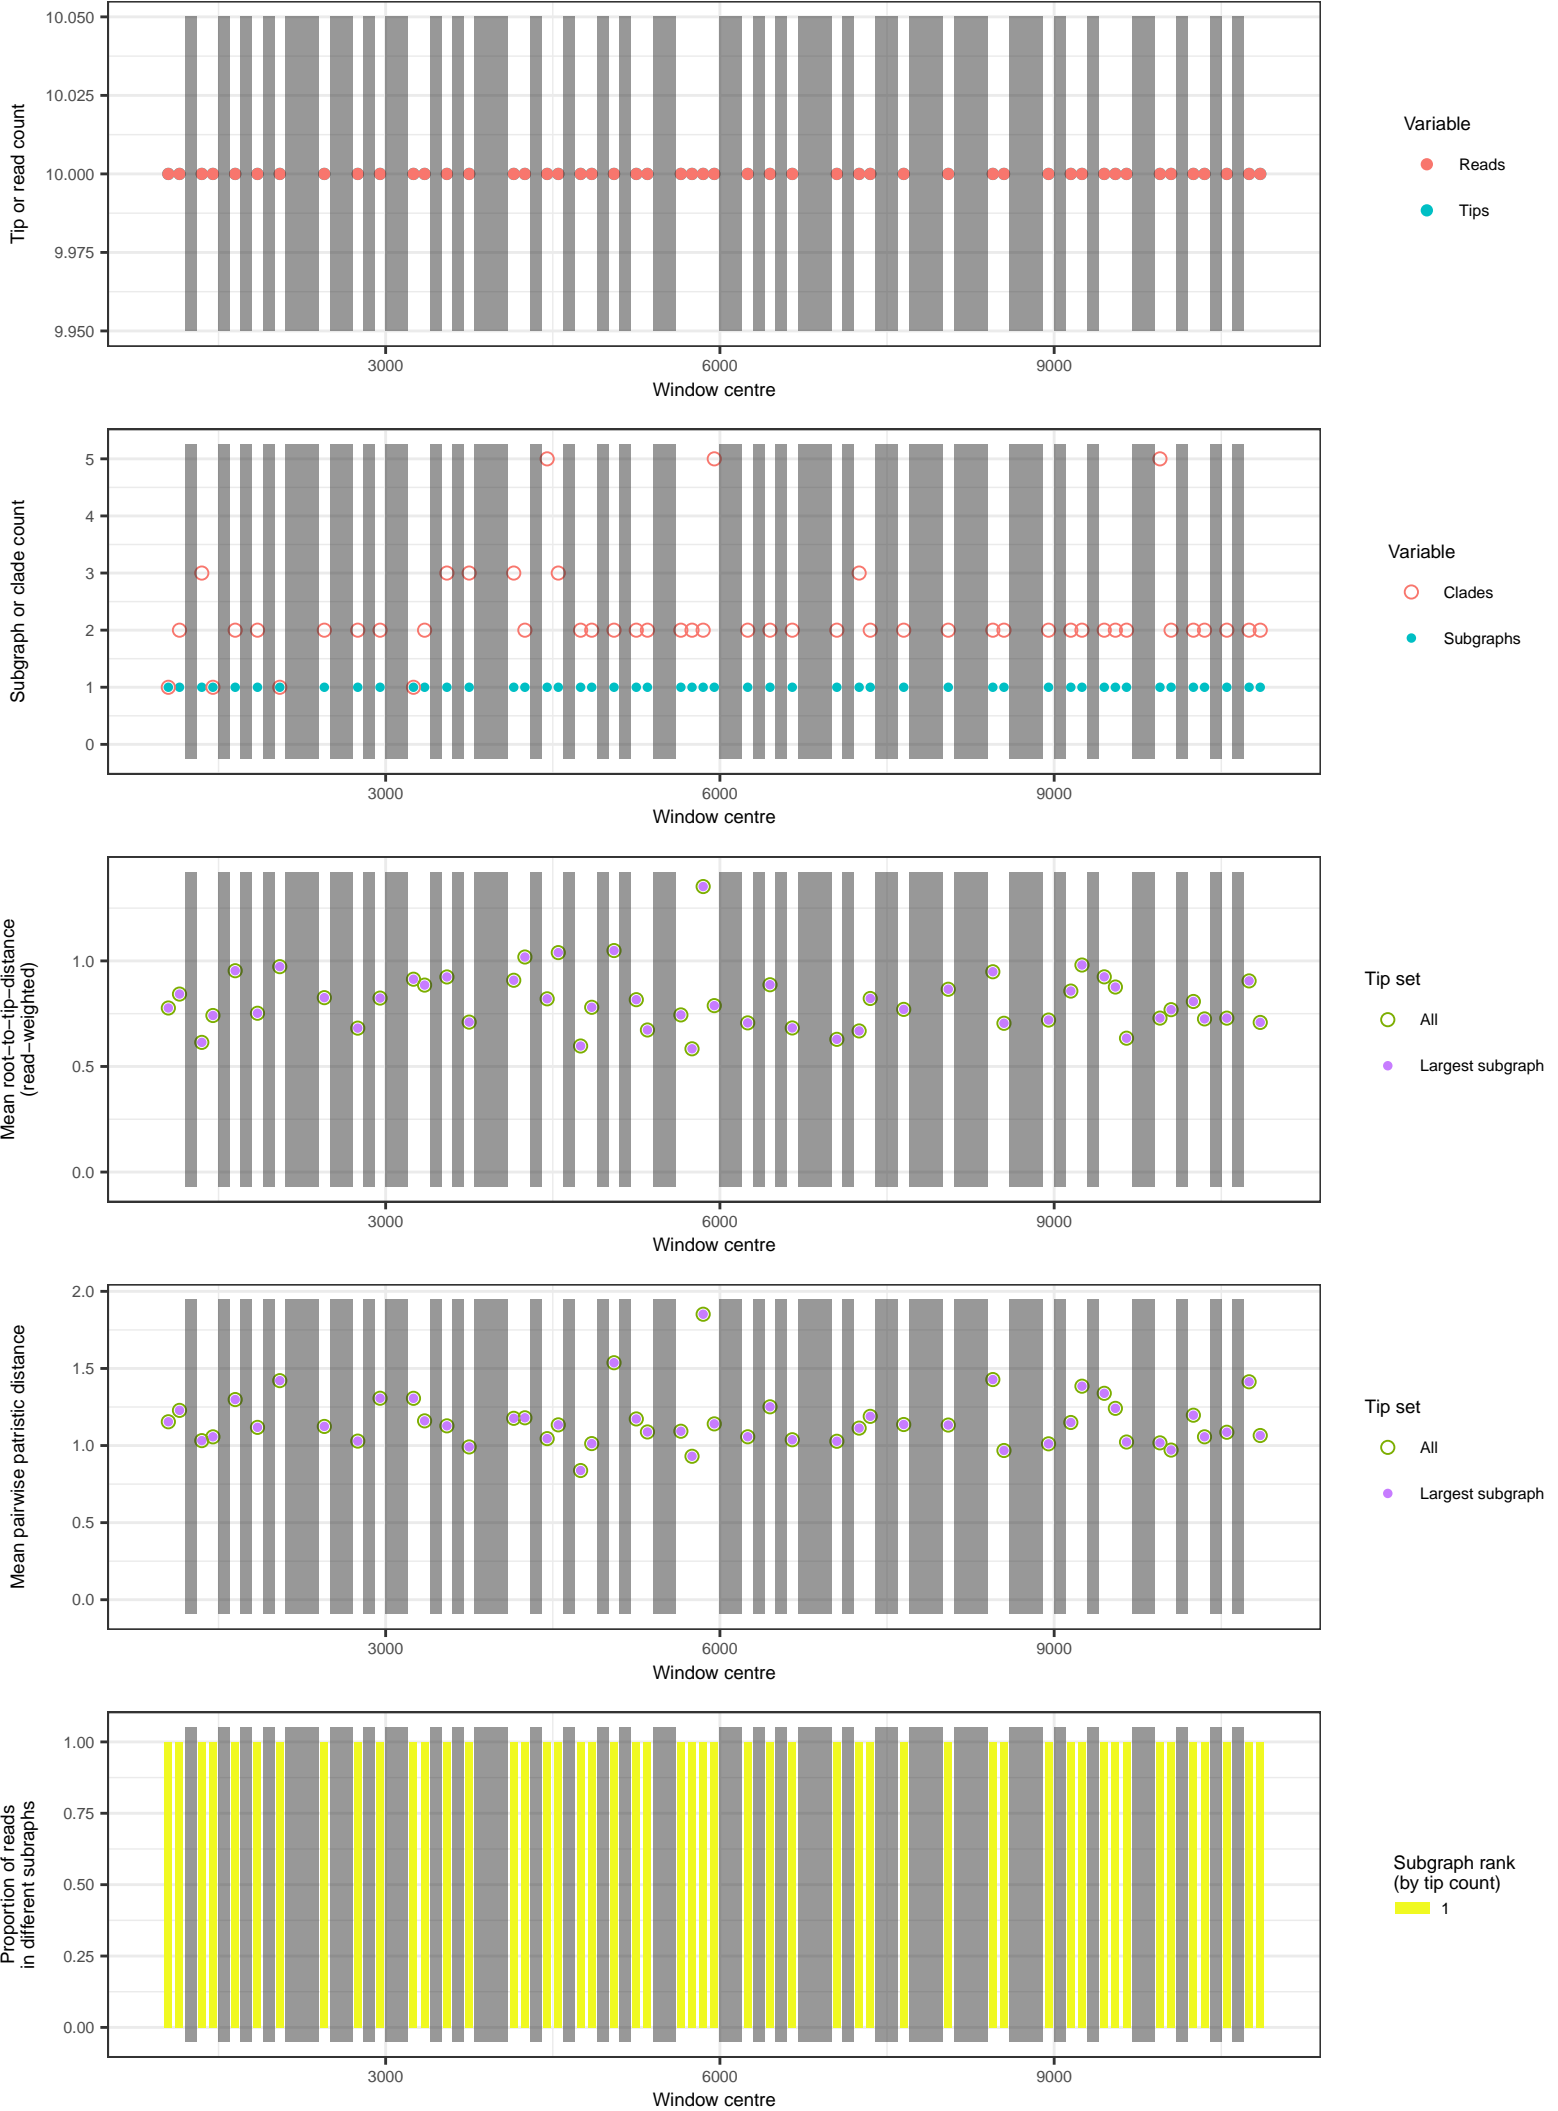 10.050
10.025
10.000
9.975
9.950
Tip or read count
3000
6000
9000
Window centre
Variable
Reads
Tips
5
4
3
2
1
0
Subgraph or clade count
3000
6000
9000
Window centre
Variable
Clades
Subgraphs
1.0
0.5
0.0
Mean root−to−tip−distance
(read−weighted)
3000
6000
9000
Window centre
Tip set
All
Largest subgraph
2.0
1.5
1.0
0.5
0.0
Mean pairwise patristic distance
3000
6000
9000
Window centre
Tip set
All
Largest subgraph
1.00
0.75
0.50
0.25
0.00
Proportion of reads
in different subraphs
3000
6000
9000
Window centre
Subgraph rank
(by tip count)
1